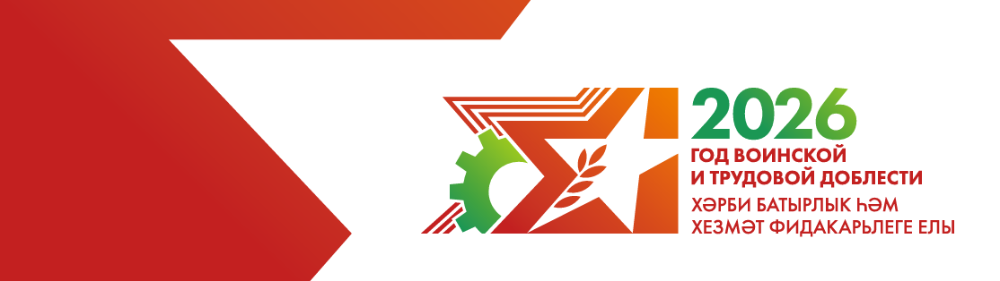 2026
ГОД ВОИНСКОЙ
И ТРУДОВОЙ ДОБЛЕСТИ
ХӘРБИ БАТЫРЛЫК ҺӘМ
ХЕЗМӘТ ФИДАКАРЬЛЕГЕ ЕЛЫ